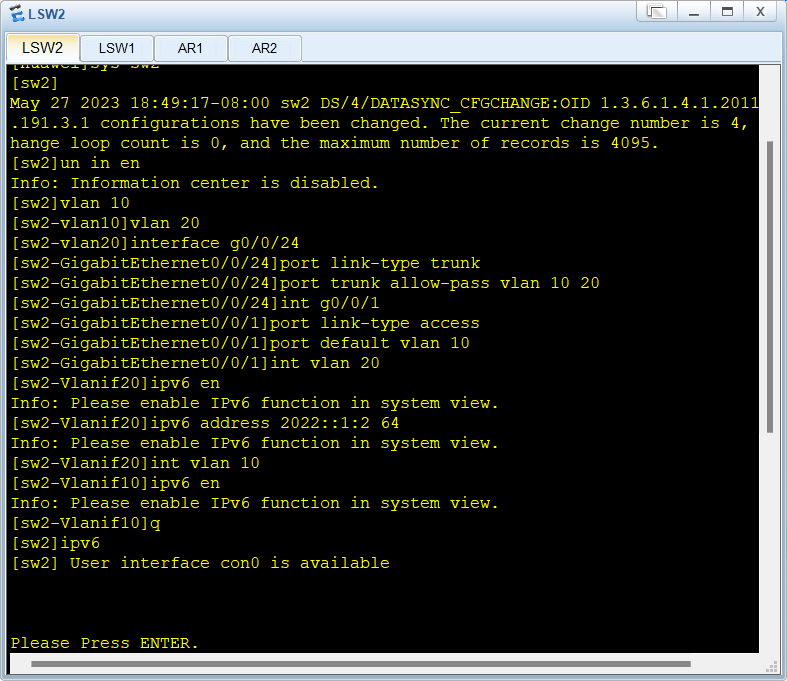 LSW2
X
LSW2 LSW1 AR1 AR2
[Huawei]sys sw2
[sw2]
May 27 2023 18:49:17-08:00 sw2 DS/4/DATASYNC_CFGCHANGE:OID 1.3.6.1.4.1.2011
.191.3.1 configurations have been changed. The current change number is 4,
hange loop count is 0, and the maximum number of records is 4095.
[sw2]un in en
Info: Information center is disabled.
[sw2]vlan 10
[sw2-vlan10]vlan 20
[sw2-vlan20]interface g0/0/24
[sw2-GigabitEthernet0/0/24]port link-type trunk
[sw2-GigabitEthernet0/0/24]port trunk allow-pass vlan 10 20
[sw2-GigabitEthernet0/0/24]int g0/0/1
[sw2-GigabitEthernet0/0/1]port link-type access
[sw2-GigabitEthernet0/0/1]port default vlan 10
[sw2-GigabitEthernet0/0/1]int vlan 20
[sw2-Vlanif20]ipv6 en
Info: Please enable IPv6 function in system view.
[sw2-Vlanif20]ipv6 address 2022::1:2 64
Info: Please enable IPv6 function in system view.
[sw2-Vlanif20]int vlan 10
[sw2-Vlanif10]ipv6 en
Info: Please enable IPv6 function in system view.
[sw2-Vlanif10]q
[sw2]ipv6
[sw2] User interface con0 is available
Please Press ENTER.